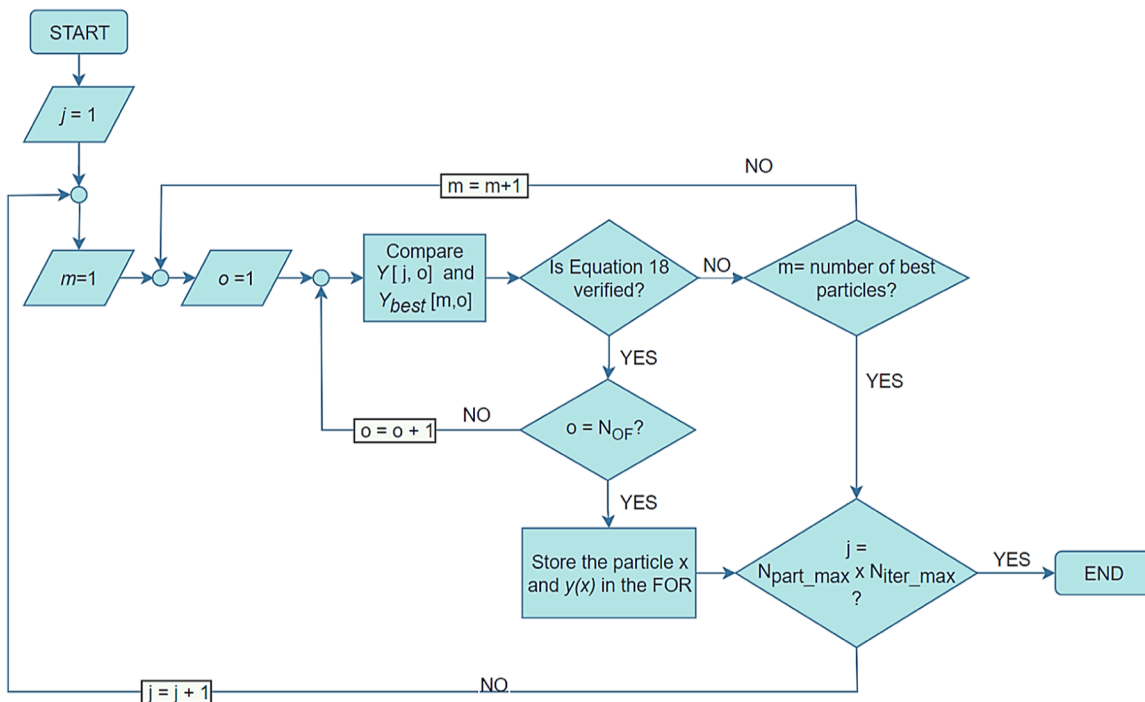 START
j = 1
NO
m = m+1
m=1
o =1
Compare
Y[ j, o] and
Ybest [m,o]
Is Equation 18
verified?
NO
m= number of best
particles?
YES
YES
NO
o = o + 1
o = NOF?
YES
Store the particle x
and y(x) in the FOR
j =
Npart_max x Niter_max
?
YES
END
j = j + 1
NO